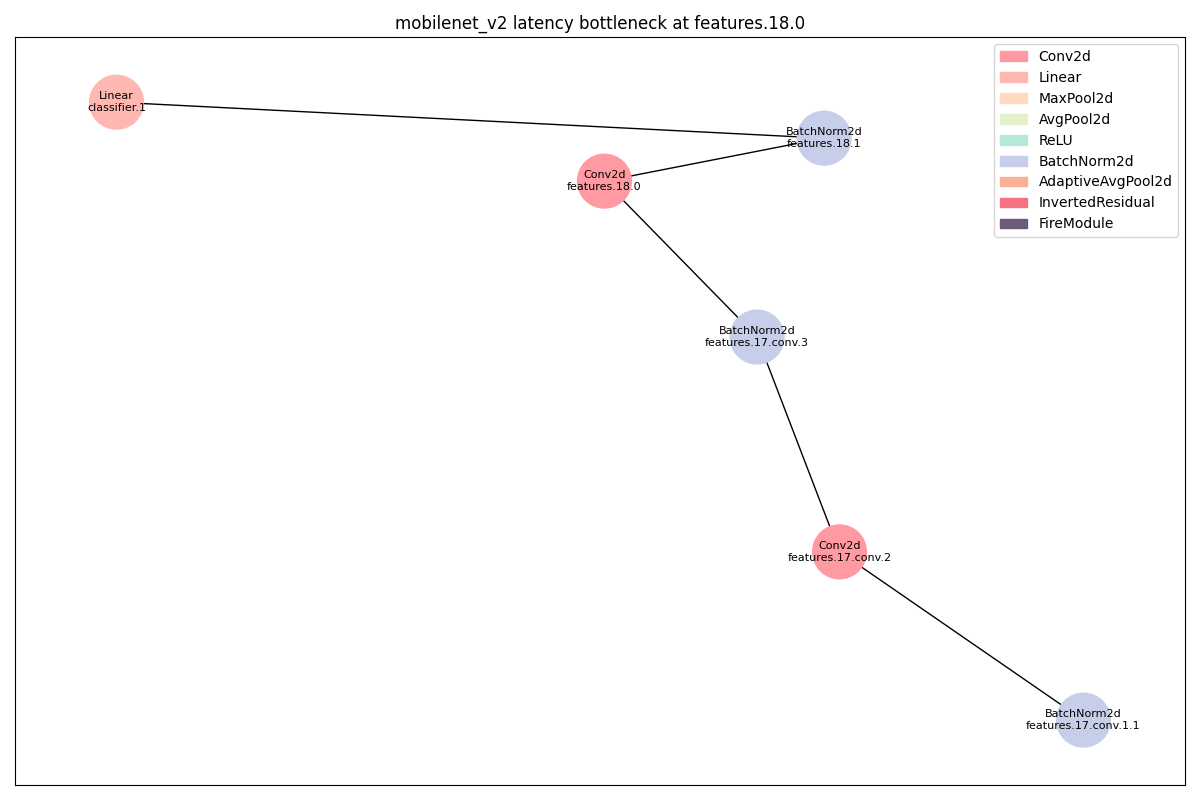 mobilenet_v2 latency bottleneck at features.18.0
Conv2d
Linear
MaxPool2d
AvgPool2d
ReLU
BatchNorm2d
AdaptiveAvgPool2d
InvertedResidual
FireModule
Linear
classifier.1
BatchNorm2d
features.18.1
Conv2d
features.18.0
BatchNorm2d
features.17.conv.3
Conv2d
features.17.conv.2
BatchNorm2d
features.17.conv.1.1